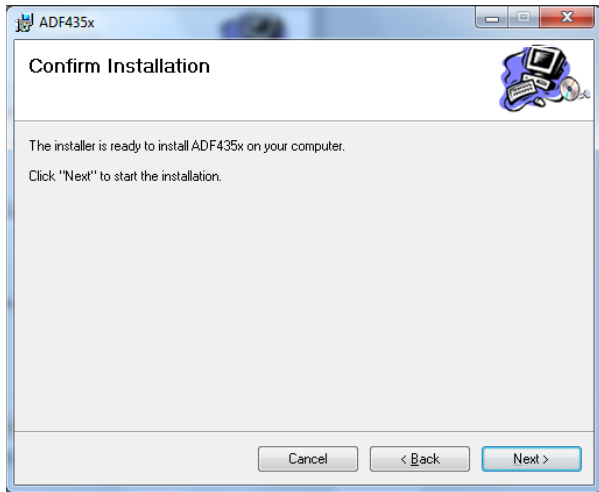 ADF435x
Confirm Installation
The installer is ready to install ADF435x on your computer.
Click "Next" to start the installation.
Cancel
< Back
Next >